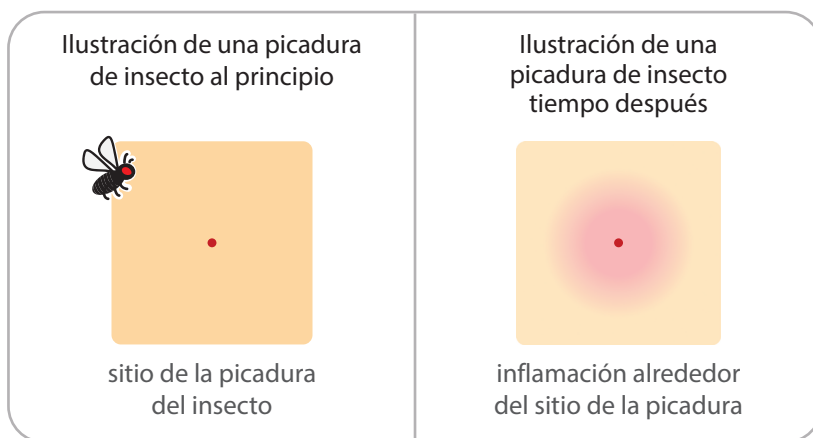 Ilustración de una picadura
de insecto al principio
sitio de la picadura
del insecto
Ilustración de una
picadura de insecto
tiempo después
inflamación alrededor
del sitio de la picadura